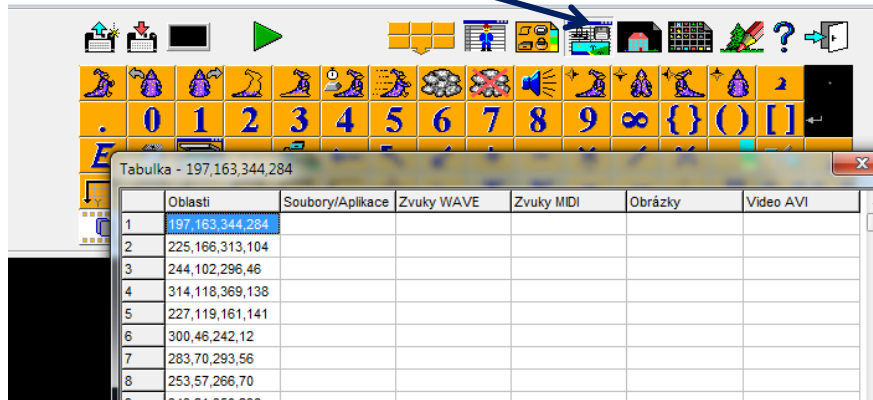 ?
. 0 1 2 3 4 5 6 7 8 9 ∞ { } ( ) [ ]
E
Tabulka - 197,163,344,284
Oblasti Soubory/Aplikace Zvuky WAVE Zvuky MIDI Obrázky Video AVI
1 197,163,344,284
2 225,166,313,104
3 244,102,296,46
4 314,118,369,138
5 227,119,161,141
6 300,46,242,12
7 283,70,293,56
8 253,57,266,70